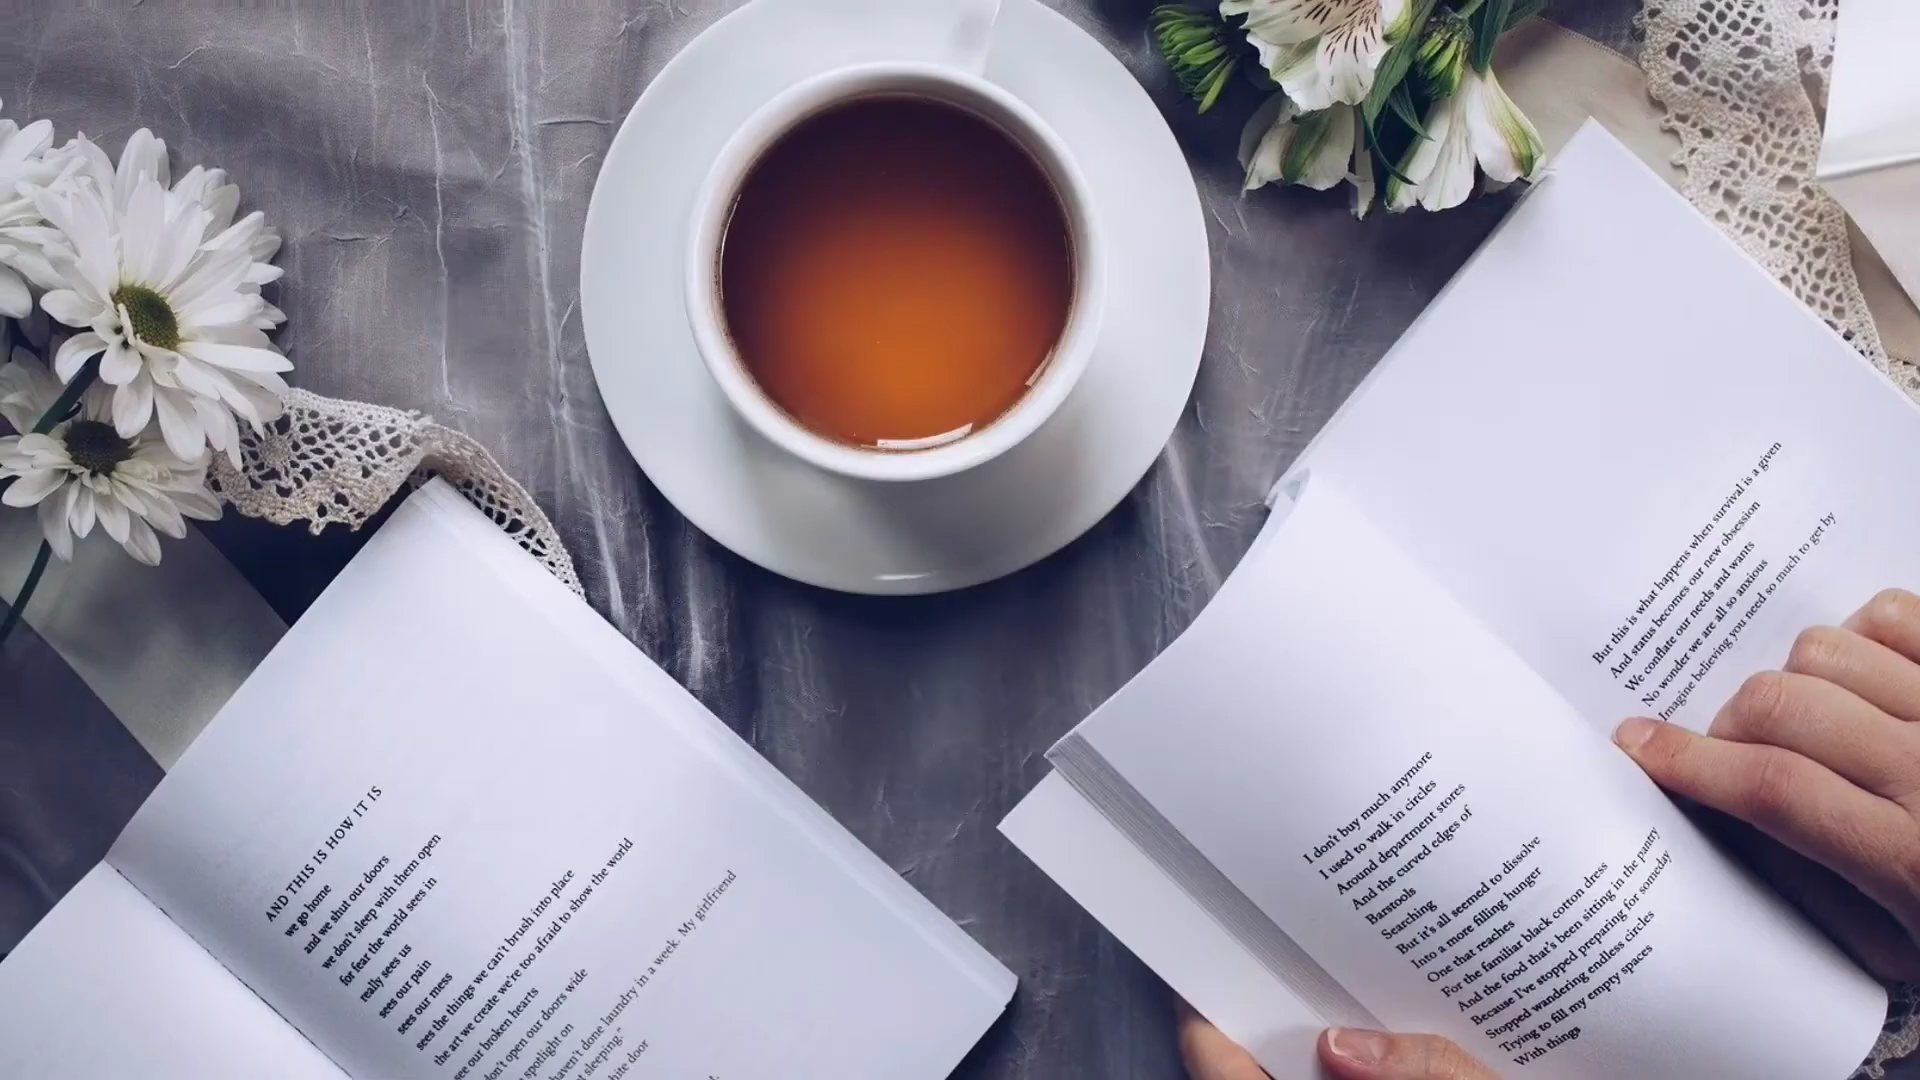 AND THIS IS HOW IT IS
we go home
and we shut our doors
we don't sleep with them open
for fear the world sees in
really sees us
sees our pain
sees our mess
sees the things we can't brush into place
the art we create we're too afraid to show the world
see our broken hearts
don't open our doors wide
spotlight on
haven't done laundry in a week. My girlfriend
sleeping."
door
I don't buy much anymore
I used to walk in circles
Around department stores
And the curved edges of
Barstools
Searching
But it's all seemed to dissolve
Into a more filling hunger
One that reaches
For the familiar black cotton dress
And the food that's been sitting in the pantry
Because I've stopped preparing for someday
Stopped wandering endless circles
Trying to fill my empty spaces
With things
But this is what happens when survival is a given
And status becomes our new obsession
We conflate our needs and wants
No wonder we are all so anxious
Imagine believing you need so much to get by